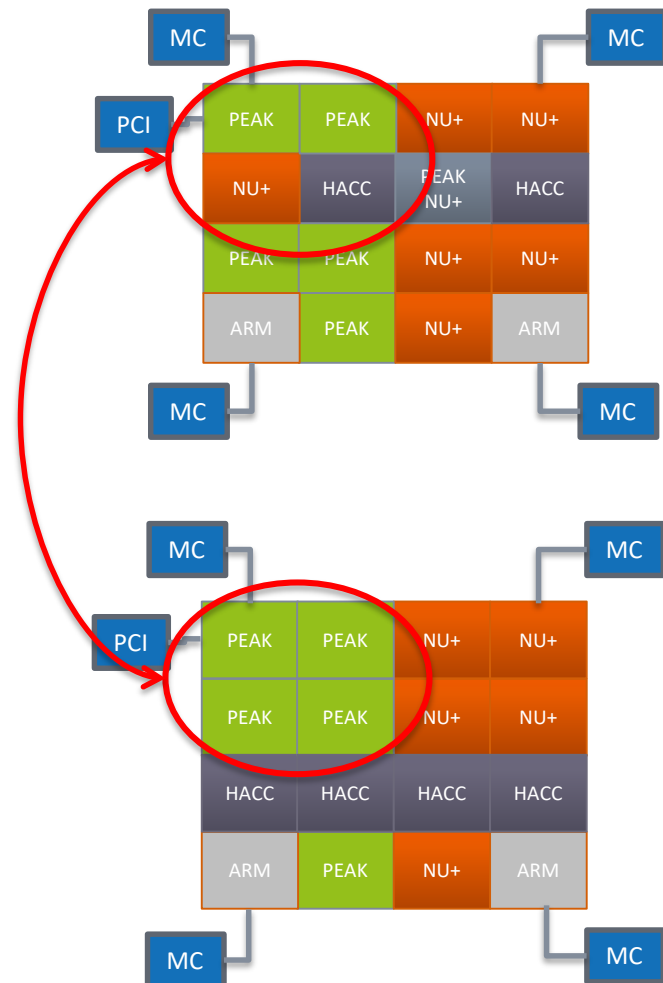 MC MC
PCI
PEAK PEAK NU+ NU+
NU+ HACC PEAK NU+ HACC
PEAK PEAK NU+ NU+
ARM PEAK NU+ ARM
MC MC
MC MC
PCI
PEAK PEAK NU+ NU+
PEAK PEAK NU+ NU+
HACC HACC HACC HACC
ARM PEAK NU+ ARM
MC MC